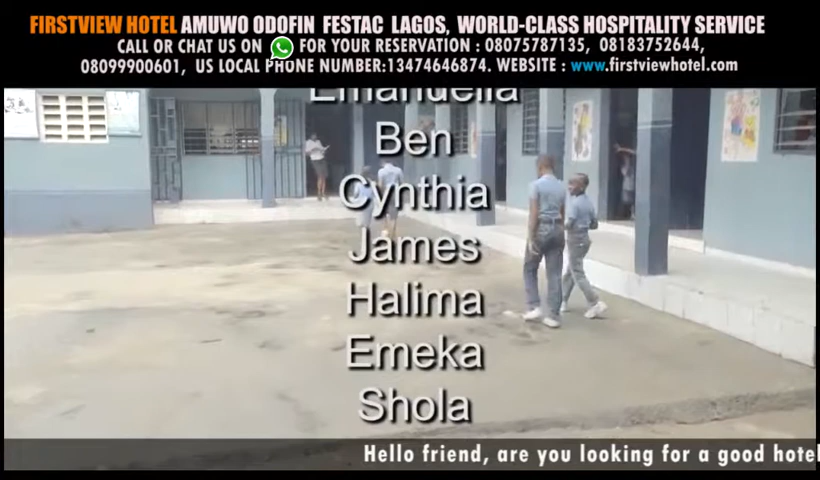 FIRSTVIEW HOTEL AMUWO ODOFIN FESTAC LAGOS, WORLD-CLASS HOSPITALITY SERVICE
CALL OR CHAT US ON FOR YOUR RESERVATION : 08075787135, 08183752644,
08099900601, US LOCAL PHONE NUMBER:13474646874. WEBSITE : www.firstviewhotel.com
Emanuella
Ben
Cynthia
James
Halima
Emeka
Shola
Hello friend, are you looking for a good hotel